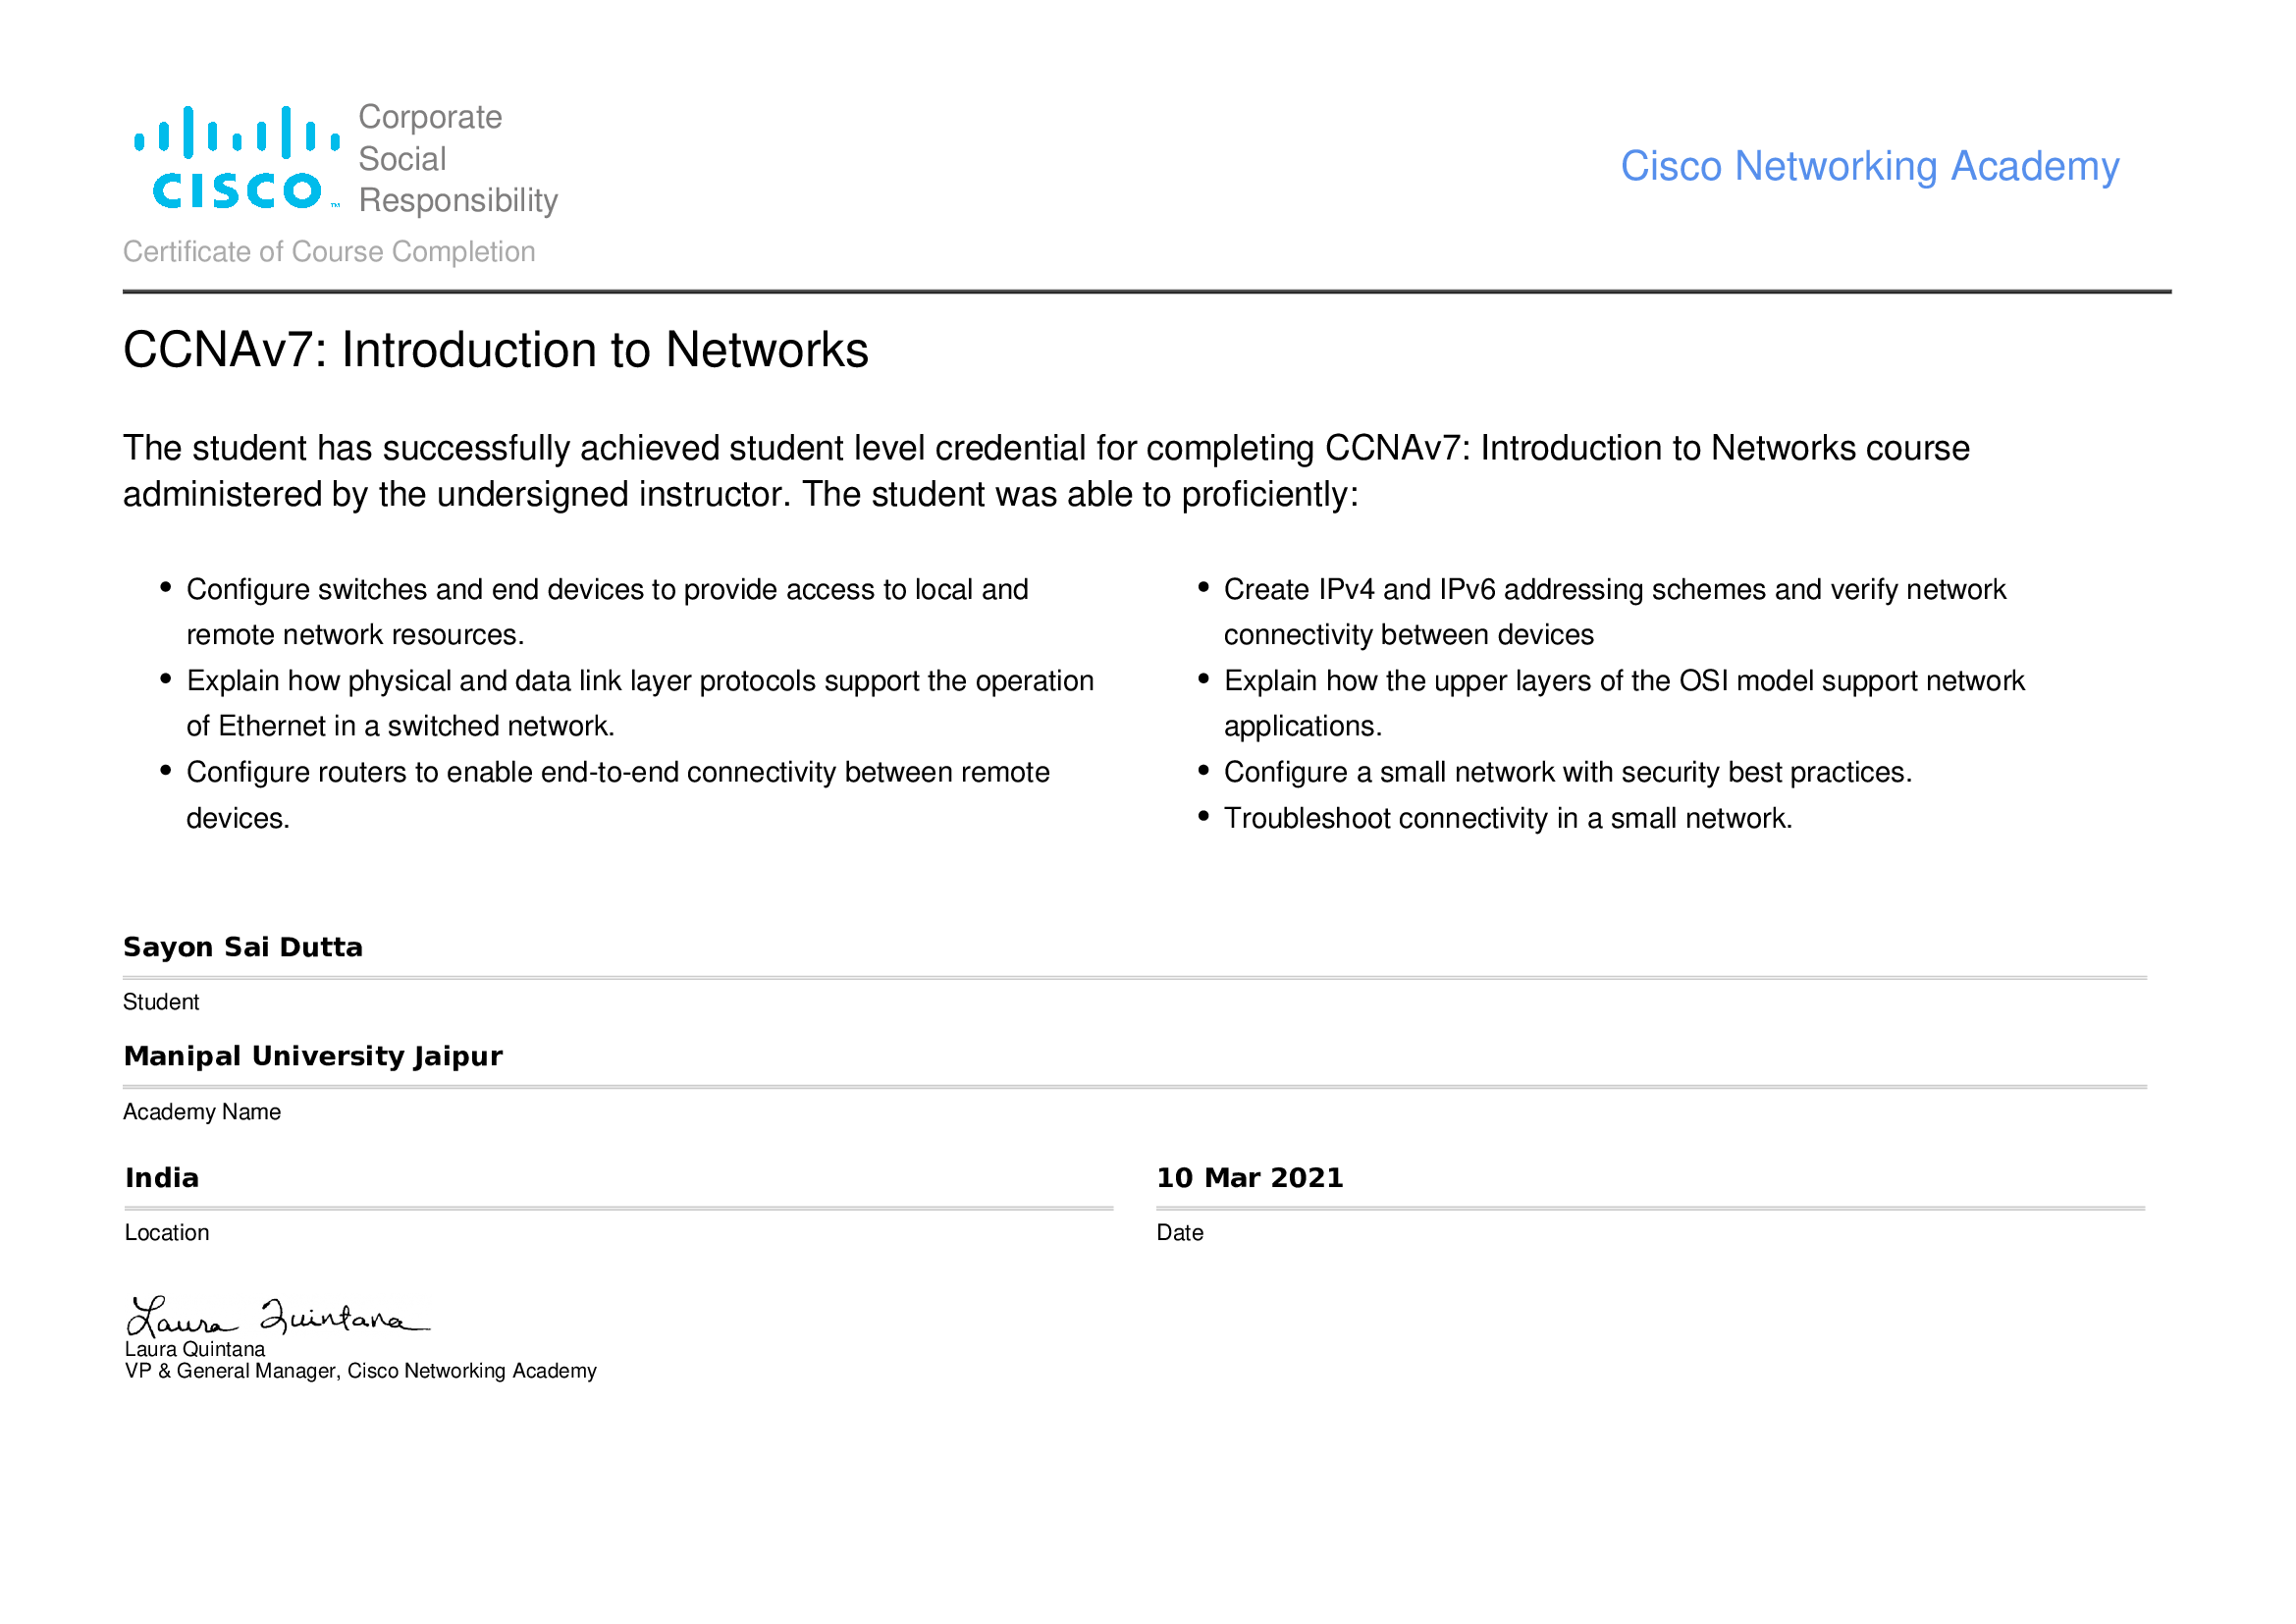 CISCO™
Corporate
Social
Responsibility
Cisco Networking Academy
Certificate of Course Completion
CCNAv7: Introduction to Networks
The student has successfully achieved student level credential for completing CCNAv7: Introduction to Networks course
administered by the undersigned instructor. The student was able to proficiently:
• Configure switches and end devices to provide access to local and
remote network resources.
• Explain how physical and data link layer protocols support the operation
of Ethernet in a switched network.
• Configure routers to enable end-to-end connectivity between remote
devices.
• Create IPv4 and IPv6 addressing schemes and verify network
connectivity between devices
• Explain how the upper layers of the OSI model support network
applications.
• Configure a small network with security best practices.
• Troubleshoot connectivity in a small network.
Sayon Sai Dutta
Student
Manipal University Jaipur
Academy Name
India
Location
10 Mar 2021
Date
Laura Quintana
Laura Quintana
VP & General Manager, Cisco Networking Academy